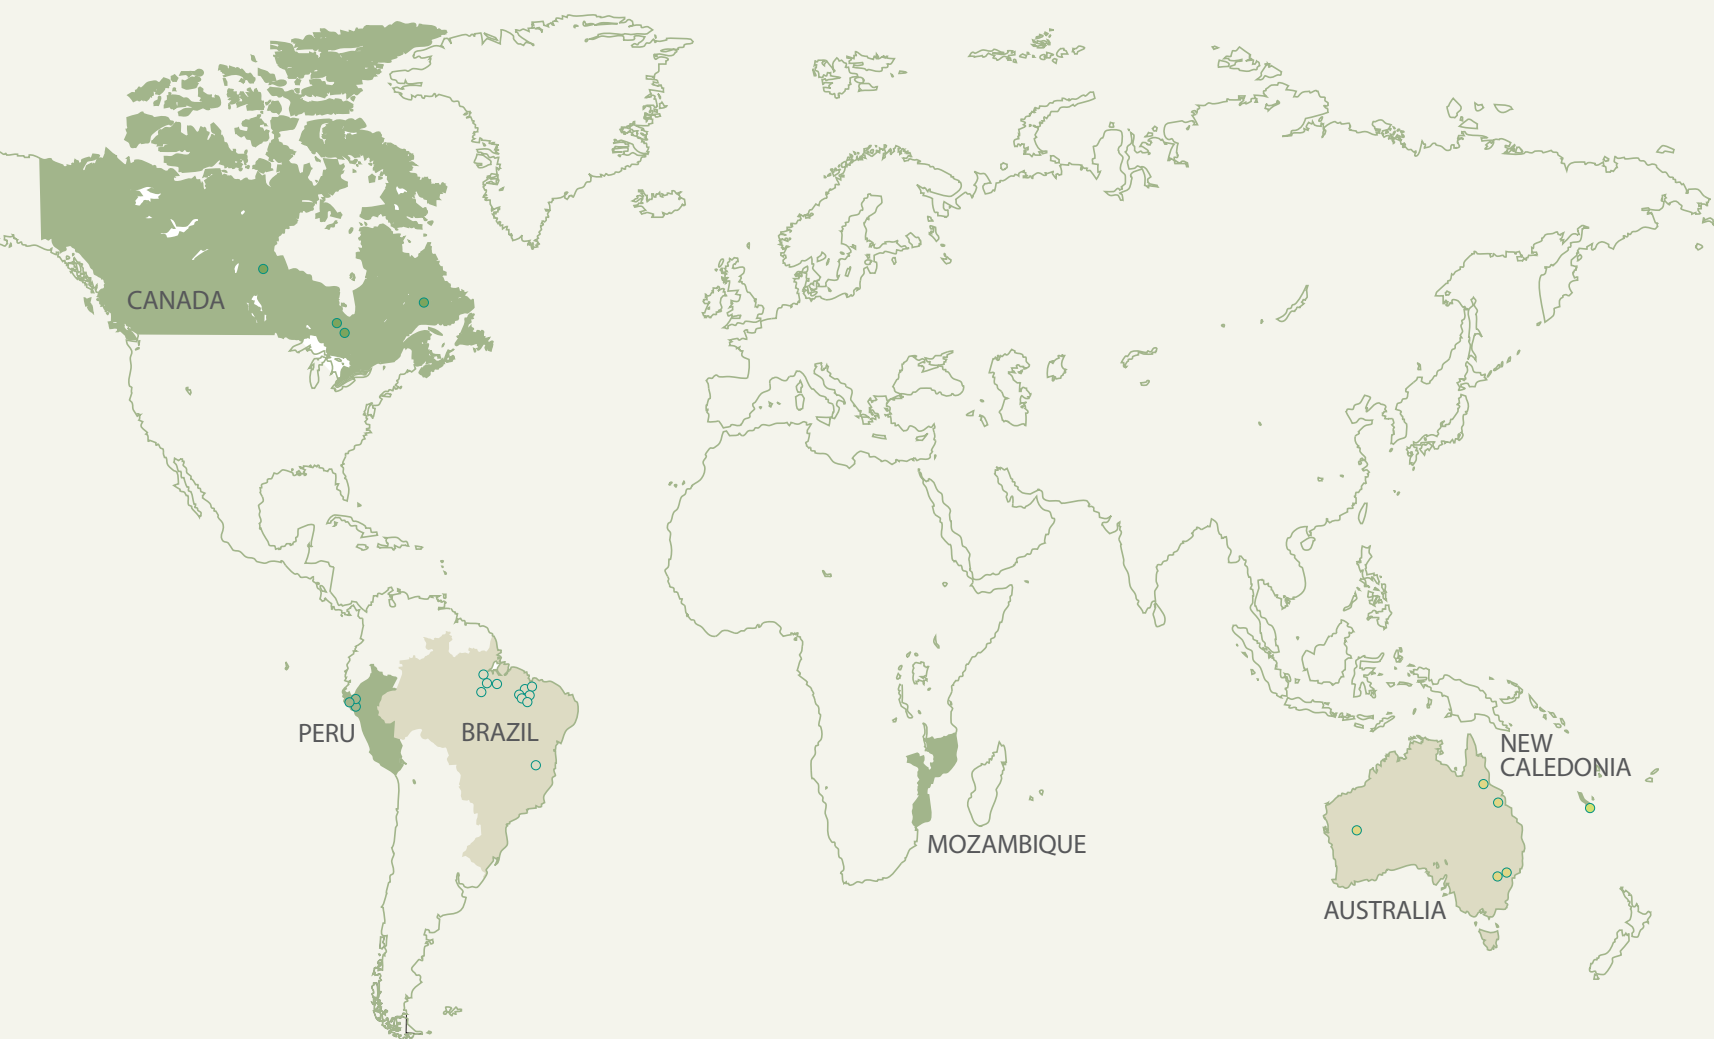 CANADA
PERU
BRAZIL
NEW
CALEDONIA
MOZAMBIQUE
AUSTRALIA